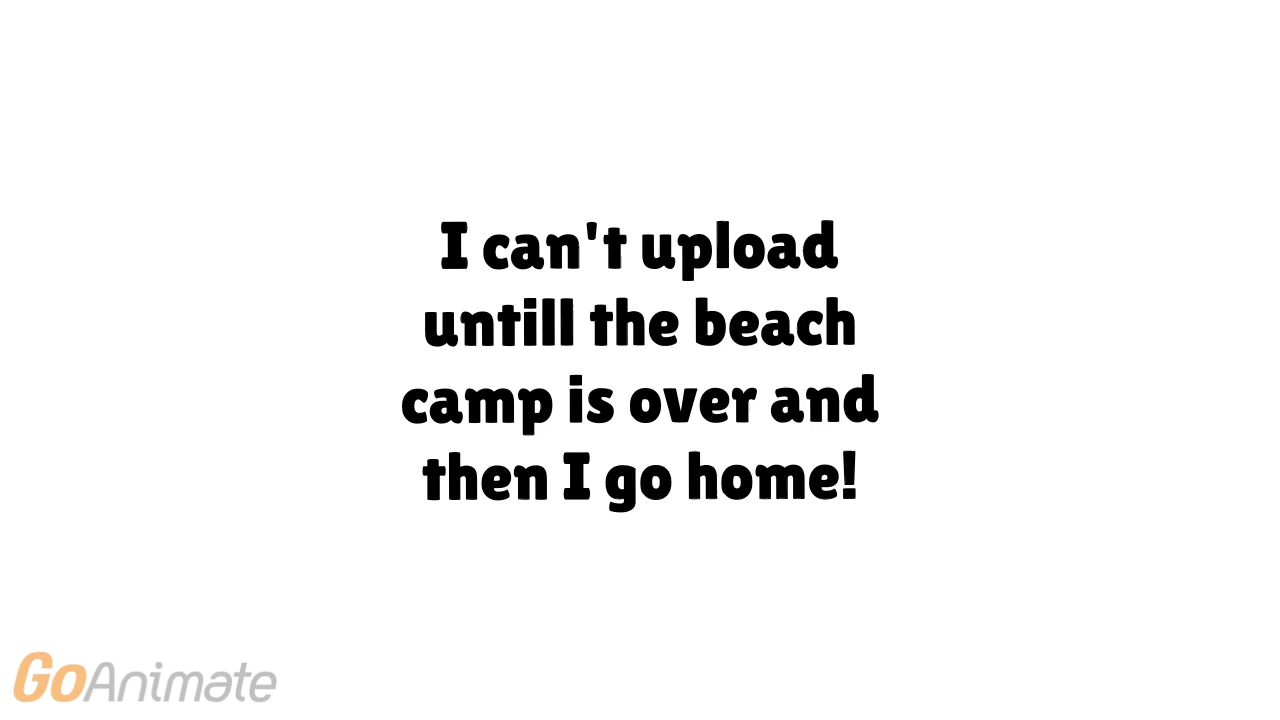 I can't upload
untill the beach
camp is over and
then I go home!
GoAnimate